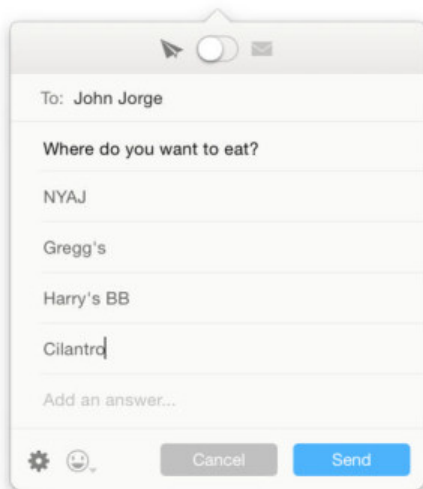 To: John Jorge
Where do you want to eat?
NYAJ
Gregg's
Harry's BB
Cilantro
Add an answer...
Cancel Send